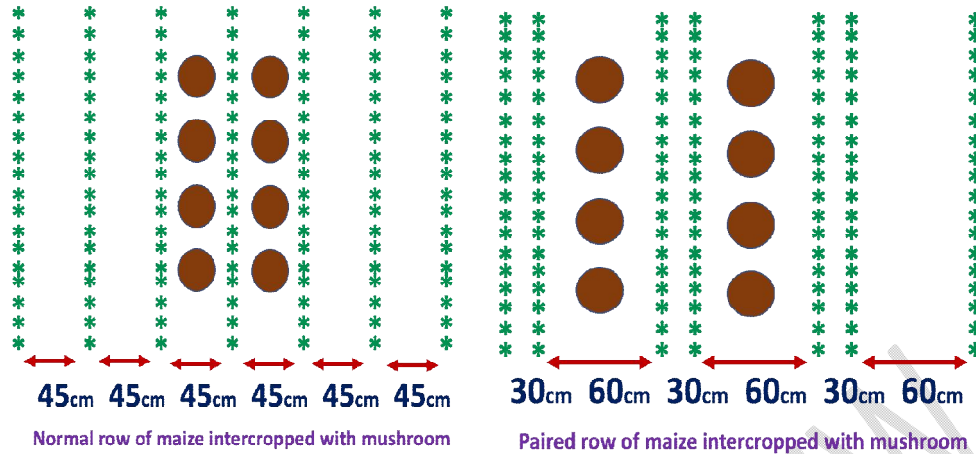 45cm 45cm 45cm 45cm 45cm 45cm
Normal row of maize intercropped with mushroom
30cm 60cm 30cm 60cm 30cm 60cm
Paired row of maize intercropped with mushroom